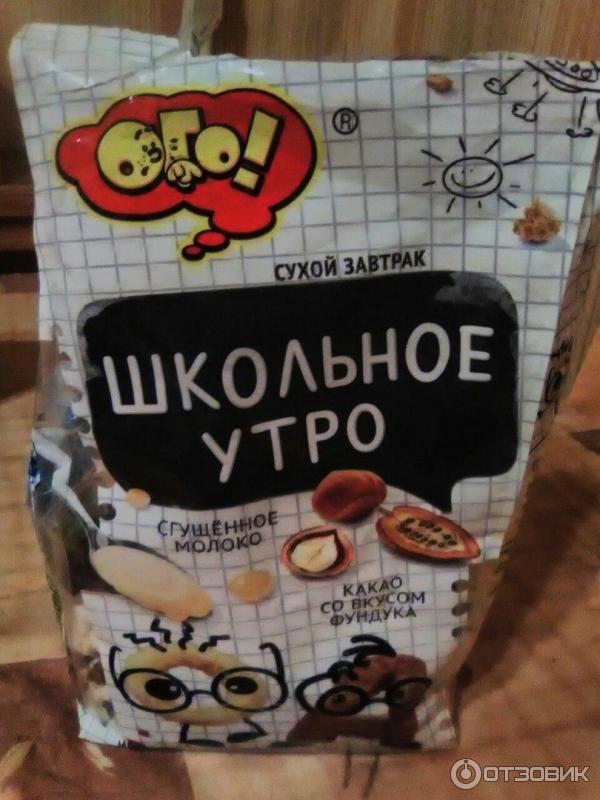 ОГО!
®
СУХОЙ ЗАВТРАК
ШКОЛЬНОЕ
УТРО
СГУЩЁННОЕ
МОЛОКО
КАКАО
СО ВКУСОМ
ФУНДУКА
ОТЗОВИК